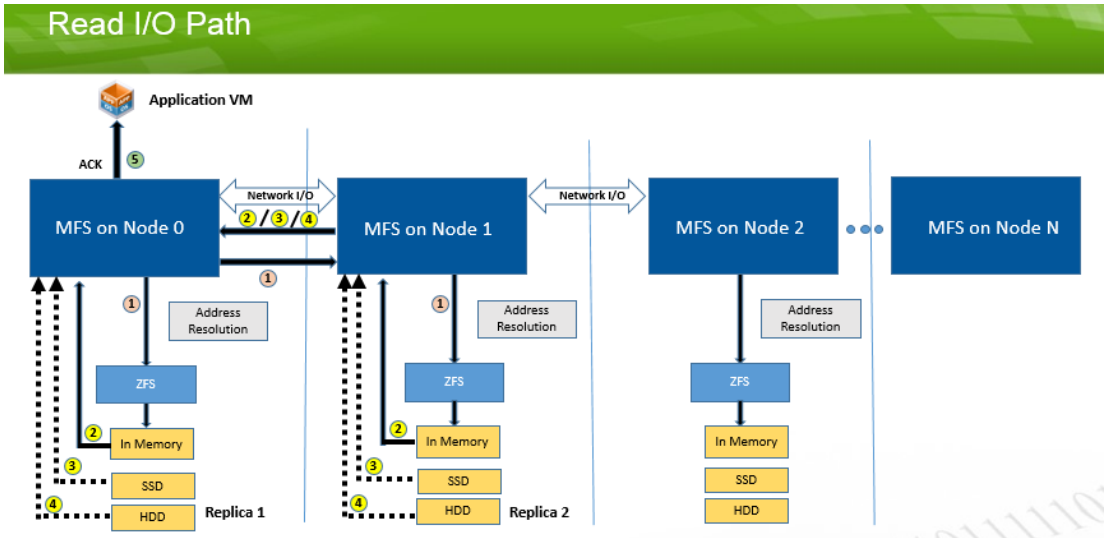 Read I/O Path
Application VM
ACK
5
Network I/O
Network I/O
MFS on Node 0
2 / 3 / 4
MFS on Node 1
MFS on Node 2
MFS on Node N
1
1
1
Address
Resolution
Address
Resolution
Address
Resolution
ZFS
ZFS
ZFS
2
In Memory
2
In Memory
In Memory
3
SSD
3
SSD
SSD
4
HDD
Replica 1
4
HDD
Replica 2
HDD